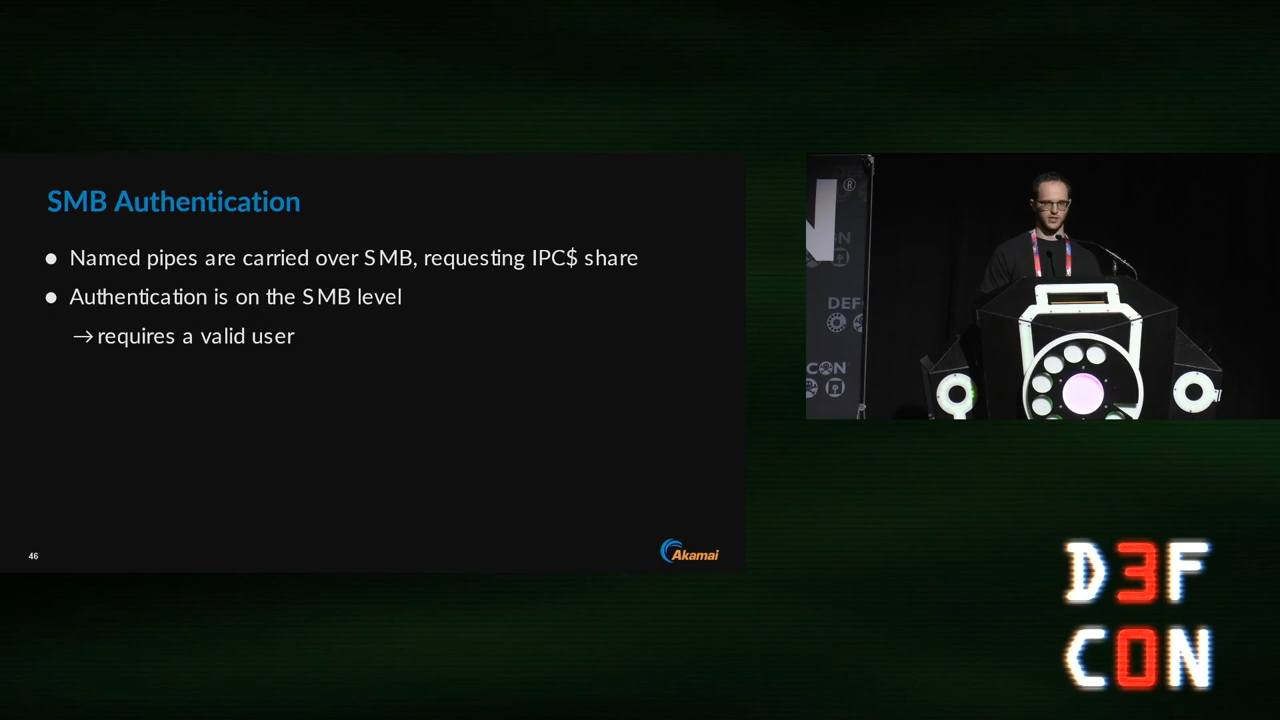 SMB Authentication
● Named pipes are carried over SMB, requesting IPC$ share
● Authentication is on the SMB level
→ requires a valid user
46
Akamai
N ®
DEF
CON
D3F
C0N